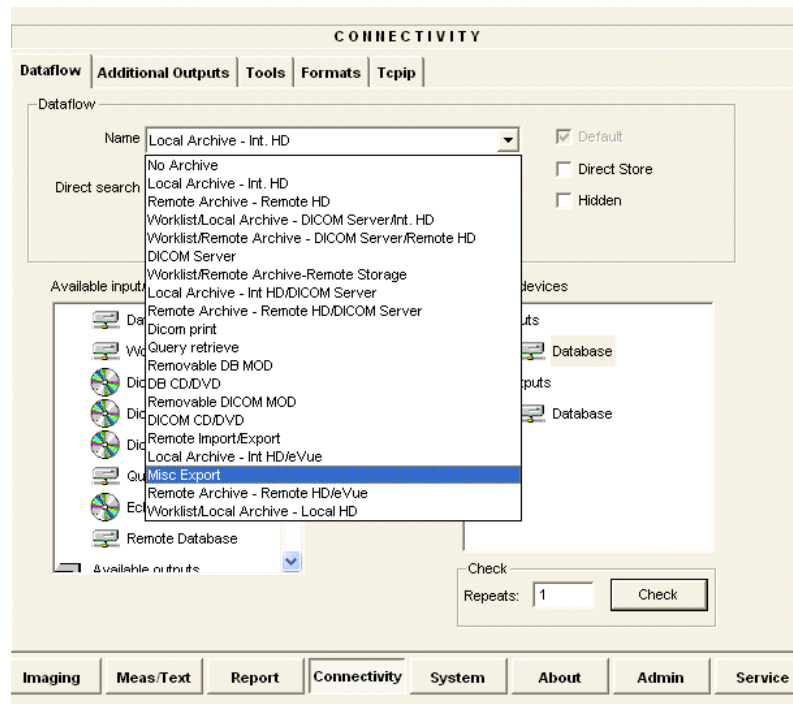 CONNECTIVITY
Dataflow Additional Outputs Tools Formats Tcpip
Dataflow
Name Local Archive - Int. HD Default
Direct search
Direct Store
Hidden
No Archive
Local Archive - Int. HD
Remote Archive - Remote HD
Worklist/Local Archive - DICOM Server/Int. HD
Worklist/Remote Archive - DICOM Server/Remote HD
DICOM Server
Worklist/Remote Archive-Remote Storage
Local Archive - Int HD/DICOM Server
Remote Archive - Remote HD/DICOM Server
Dicom print
Query retrieve
Removable DB MOD
DB CD/DVD
Removable DICOM MOD
DICOM CD/DVD
Remote Import/Export
Local Archive - Int HD/eVue
Misc Export
Remote Archive - Remote HD/eVue
Worklist/Local Archive - Local HD
Available input/
Remote Database
Available outputs
devices
Database
Database
Check
Repeats: 1 Check
Imaging Meas/Text Report Connectivity System About Admin Service